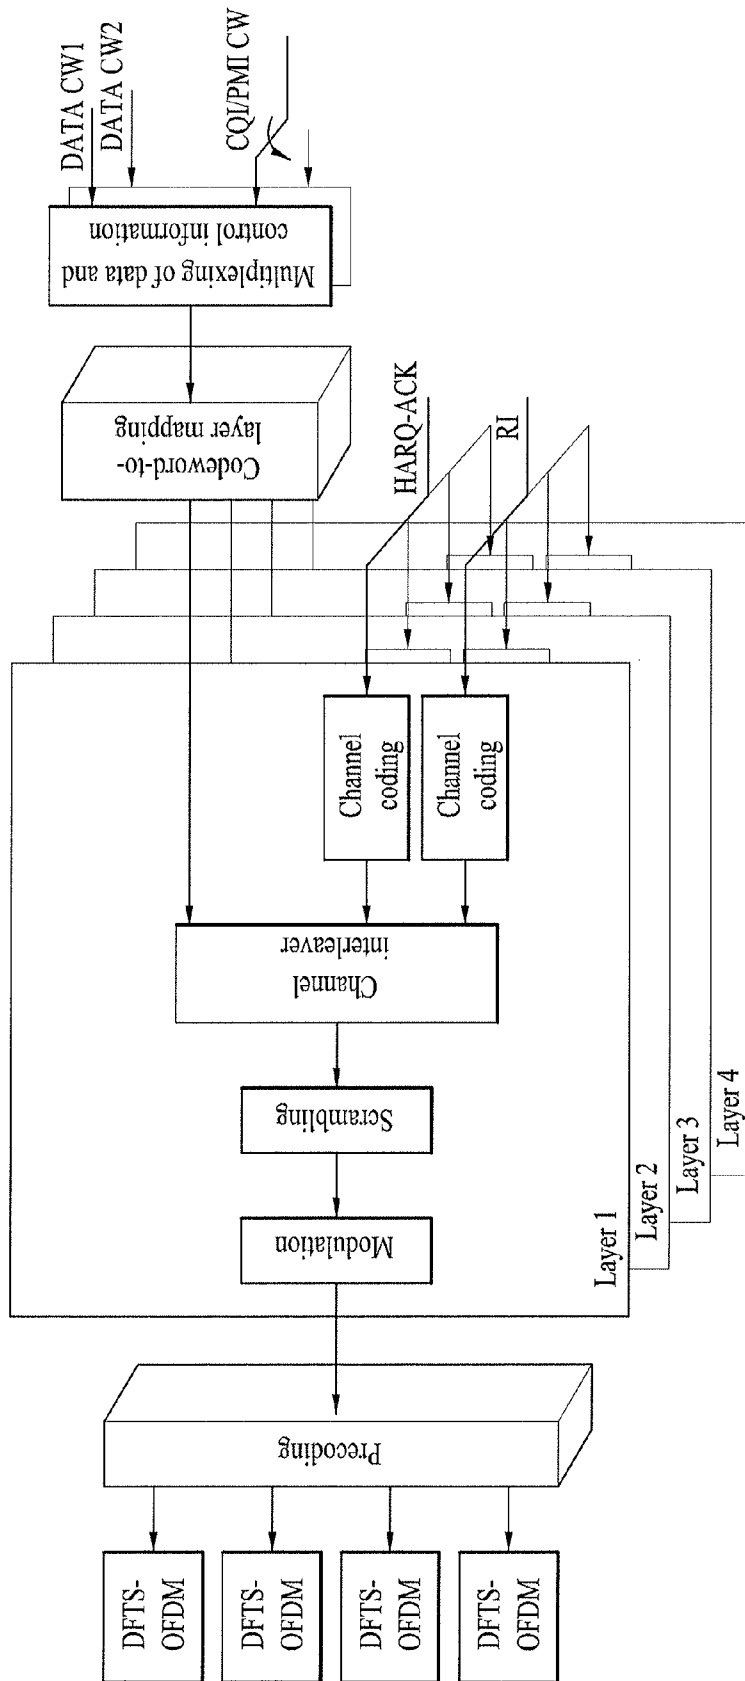 DATA CW1
DATA CW2
CQI/PMI CW
Multiplexing of data and
control information
Codeword-to-
layer mapping
HARQ-ACK
RI
Channel
coding
Channel
coding
Channel
interleaver
Scrambling
Modulation
Layer 1
Layer 2
Layer 3
Layer 4
Precoding
DFTS-
OFDM
DFTS-
OFDM
DFTS-
OFDM
DFTS-
OFDM